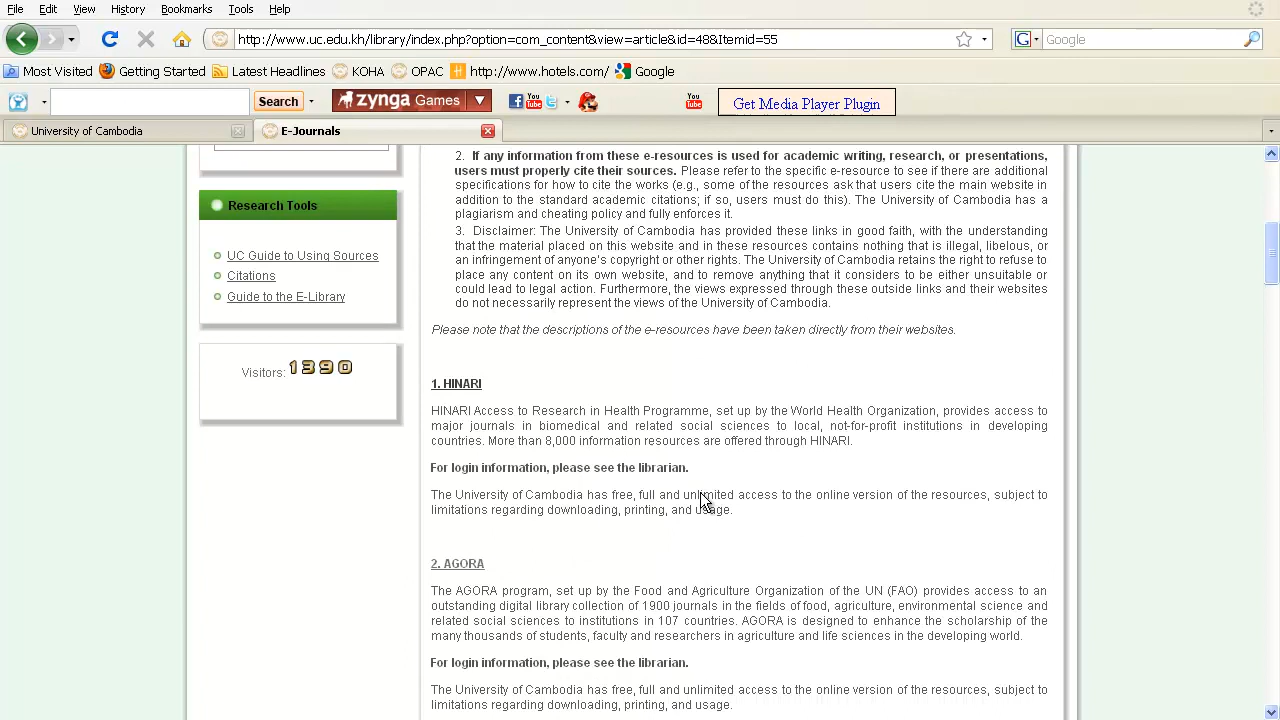 File Edit View History Bookmarks Tools Help
http://www.uc.edu.kh/library/index.php?option=com_content&view=article&id=48&Itemid=55
G Google
Most Visited Getting Started Latest Headlines KOHA OPAC http://www.hotels.com/ Google
Search zynga Games You Tube You Tube Get Media Player Plugin
University of Cambodia E-Journals
Research Tools
UC Guide to Using Sources
Citations
Guide to the E-Library
Visitors: 1390
2. If any information from these e-resources is used for academic writing, research, or presentations,
users must properly cite their sources. Please refer to the specific e-resource to see if there are additional
specifications for how to cite the works (e.g., some of the resources ask that users cite the main website in
addition to the standard academic citations; if so, users must do this). The University of Cambodia has a
plagiarism and cheating policy and fully enforces it.
3. Disclaimer: The University of Cambodia has provided these links in good faith, with the understanding
that the material placed on this website and in these resources contains nothing that is illegal, libelous, or
an infringement of anyone's copyright or other rights. The University of Cambodia retains the right to refuse to
place any content on its own website, and to remove anything that it considers to be either unsuitable or
could lead to legal action. Furthermore, the views expressed through these outside links and their websites
do not necessarily represent the views of the University of Cambodia.
Please note that the descriptions of the e-resources have been taken directly from their websites.
1. HINARI
HINARI Access to Research in Health Programme, set up by the World Health Organization, provides access to
major journals in biomedical and related social sciences to local, not-for-profit institutions in developing
countries. More than 8,000 information resources are offered through HINARI.
For login information, please see the librarian.
The University of Cambodia has free, full and unlimited access to the online version of the resources, subject to
limitations regarding downloading, printing, and usage.
2. AGORA
The AGORA program, set up by the Food and Agriculture Organization of the UN (FAO) provides access to an
outstanding digital library collection of 1900 journals in the fields of food, agriculture, environmental science and
related social sciences to institutions in 107 countries. AGORA is designed to enhance the scholarship of the
many thousands of students, faculty and researchers in agriculture and life sciences in the developing world.
For login information, please see the librarian.
The University of Cambodia has free, full and unlimited access to the online version of the resources, subject to
limitations regarding downloading, printing, and usage.